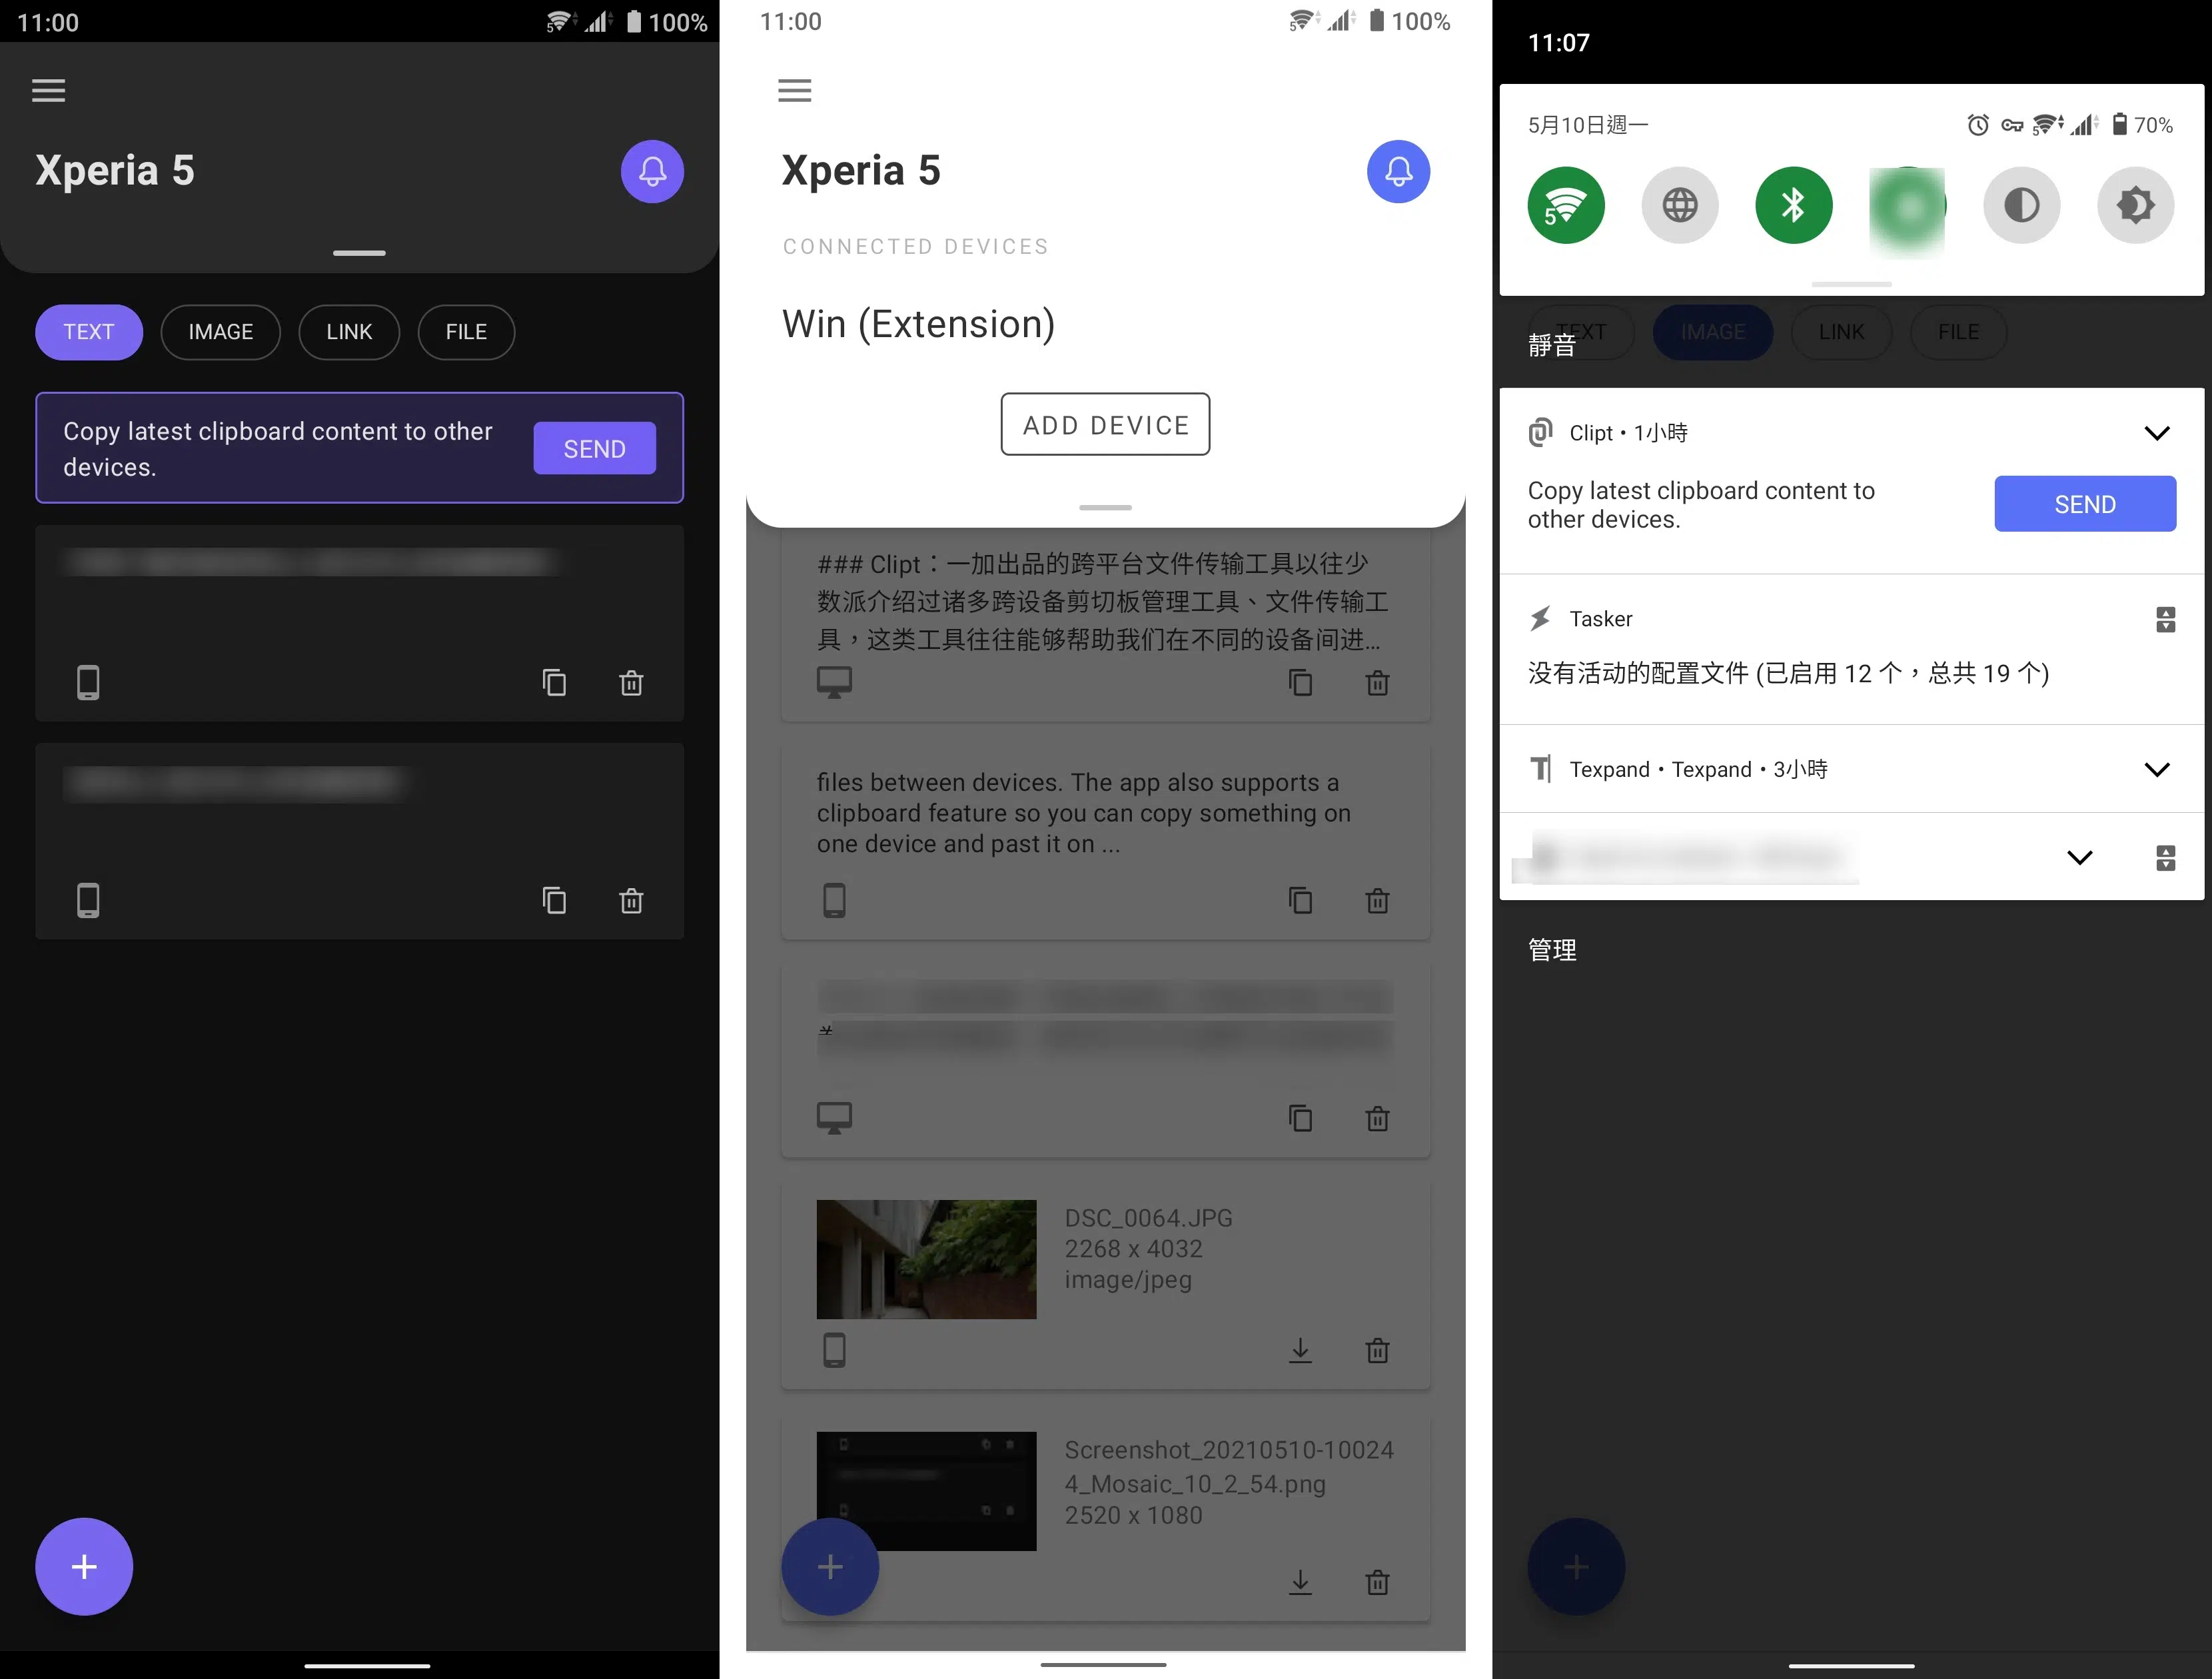 11:00
5
100%
Xperia 5
TEXT
IMAGE
LINK
FILE
Copy latest clipboard content to other
devices.
SEND
11:00
5
100%
Xperia 5
CONNECTED DEVICES
Win (Extension)
ADD DEVICE
### Clipt：一加出品的跨平台文件传输工具以往少
数派介绍过诸多跨设备剪切板管理工具、文件传输工
具，这类工具往往能够帮助我们在不同的设备间进...
files between devices. The app also supports a
clipboard feature so you can copy something on
one device and past it on ...
DSC_0064.JPG
2268 x 4032
image/jpeg
Screenshot_20210510-10024
4_Mosaic_10_2_54.png
2520 x 1080
11:07
5月10日週一
5
70%
5
TEXT
IMAGE
LINK
FILE
靜音
Clipt • 1小時
Copy latest clipboard content to
other devices.
SEND
Tasker
没有活动的配置文件 (已启用 12 个，总共 19 个)
Texpand • Texpand • 3小時
管理